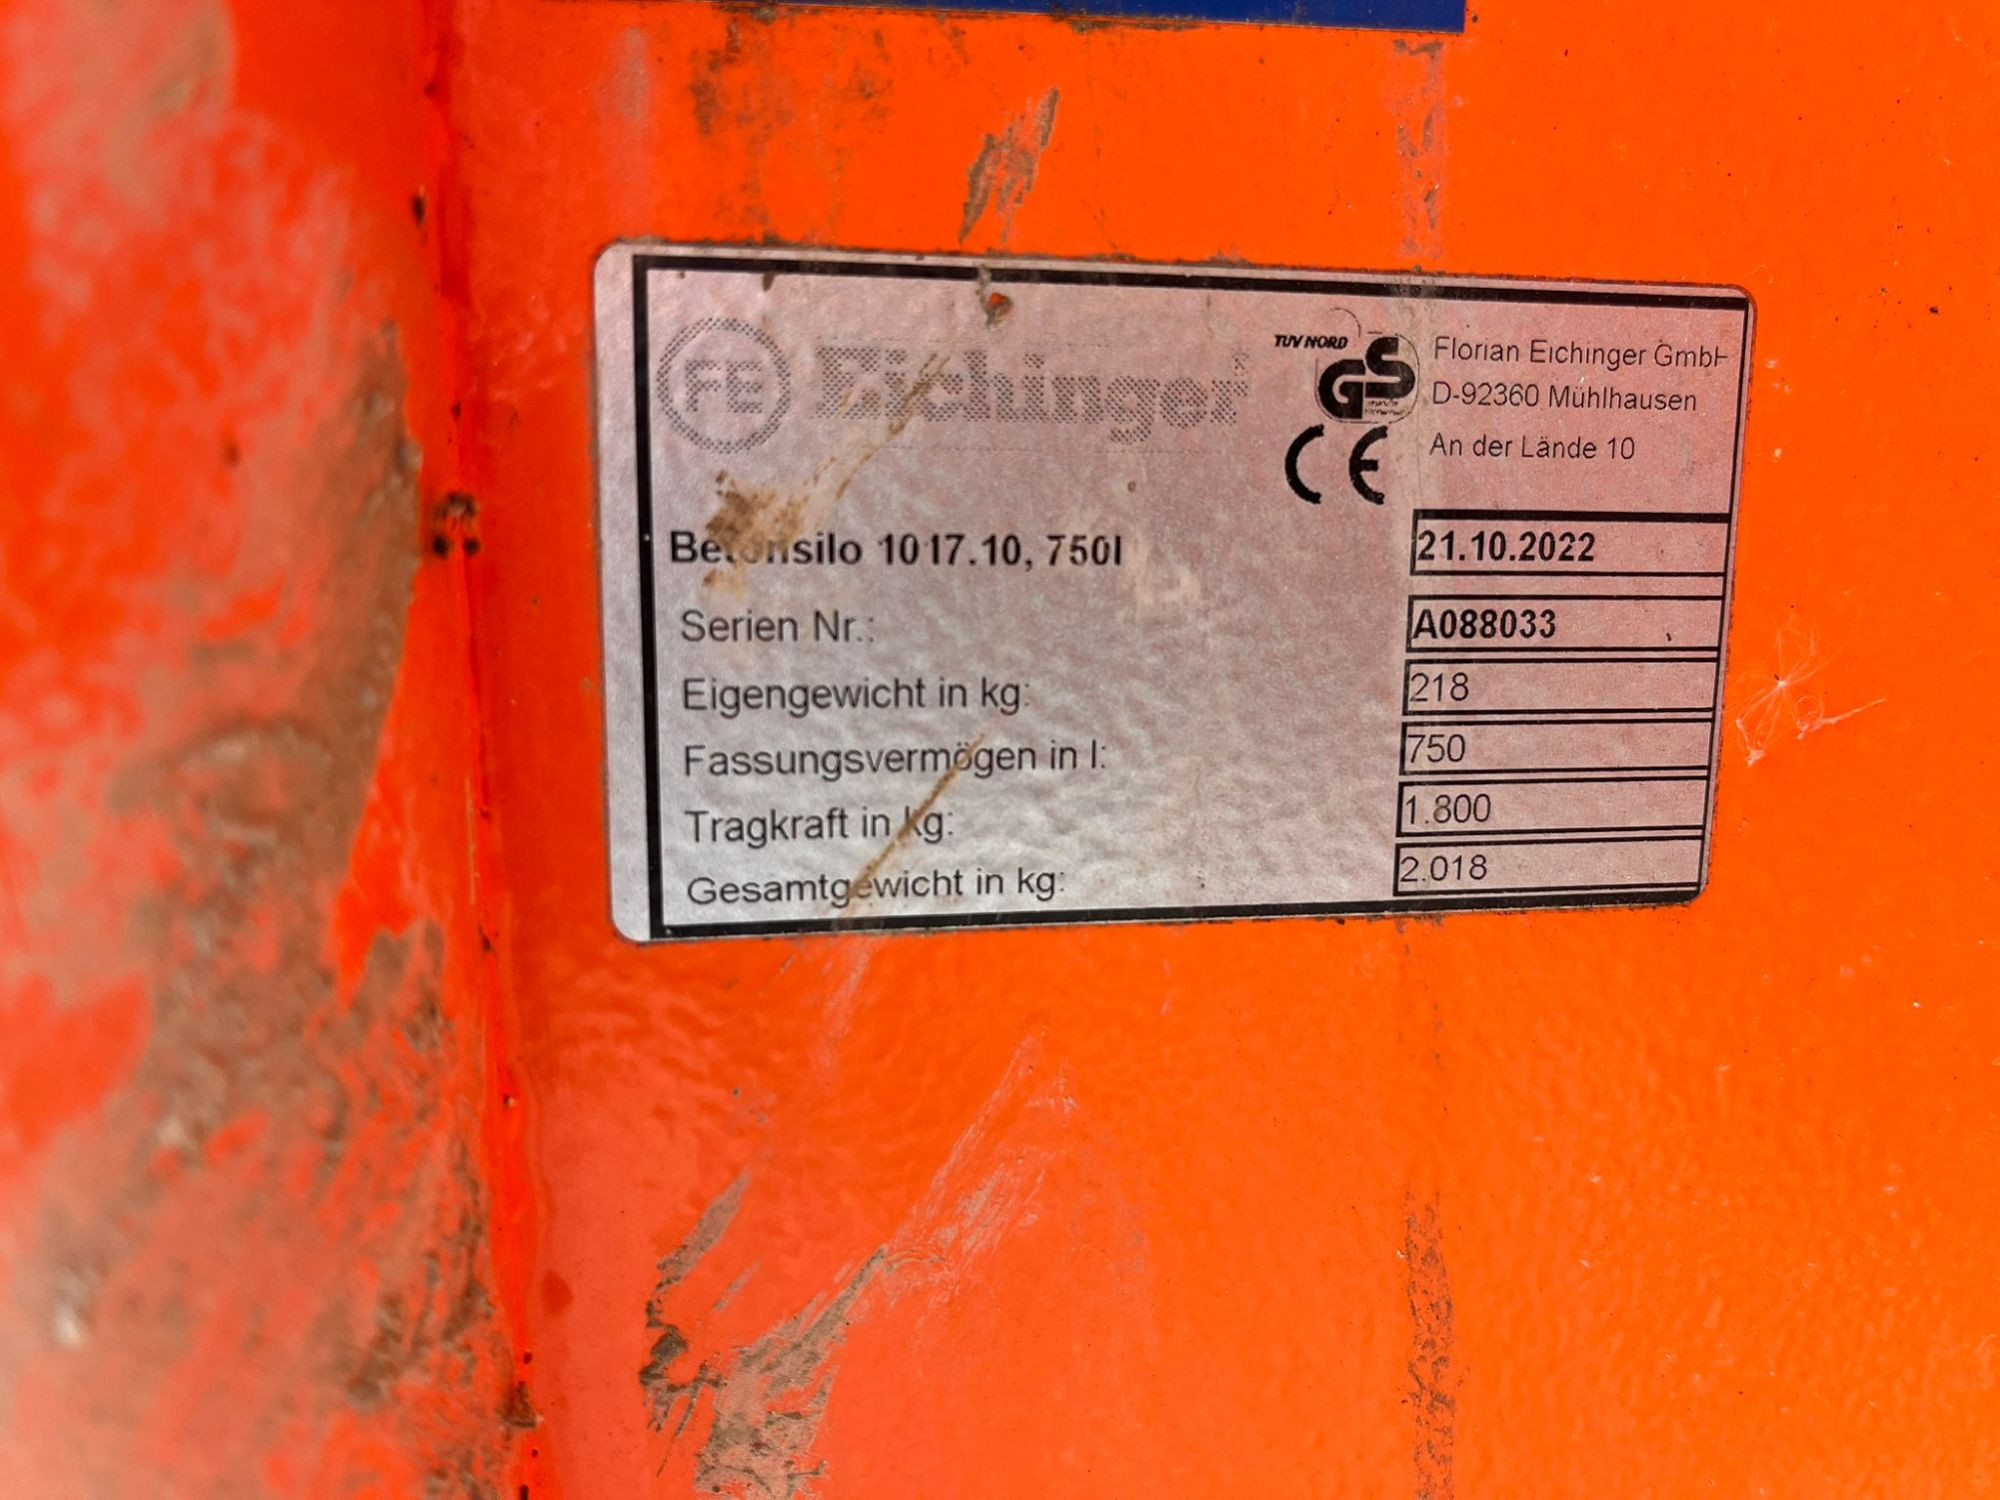 FE Eichinger
TÜV NORD
GS
CE
Florian Eichinger GmbH
D-92360 Mühlhausen
An der Lände 10
Betonsilo 1017.10, 750l
21.10.2022
Serien Nr.: A088033
Eigengewicht in kg: 218
Fassungsvermögen in l: 750
Tragkraft in kg: 1.800
Gesamtgewicht in kg: 2.018